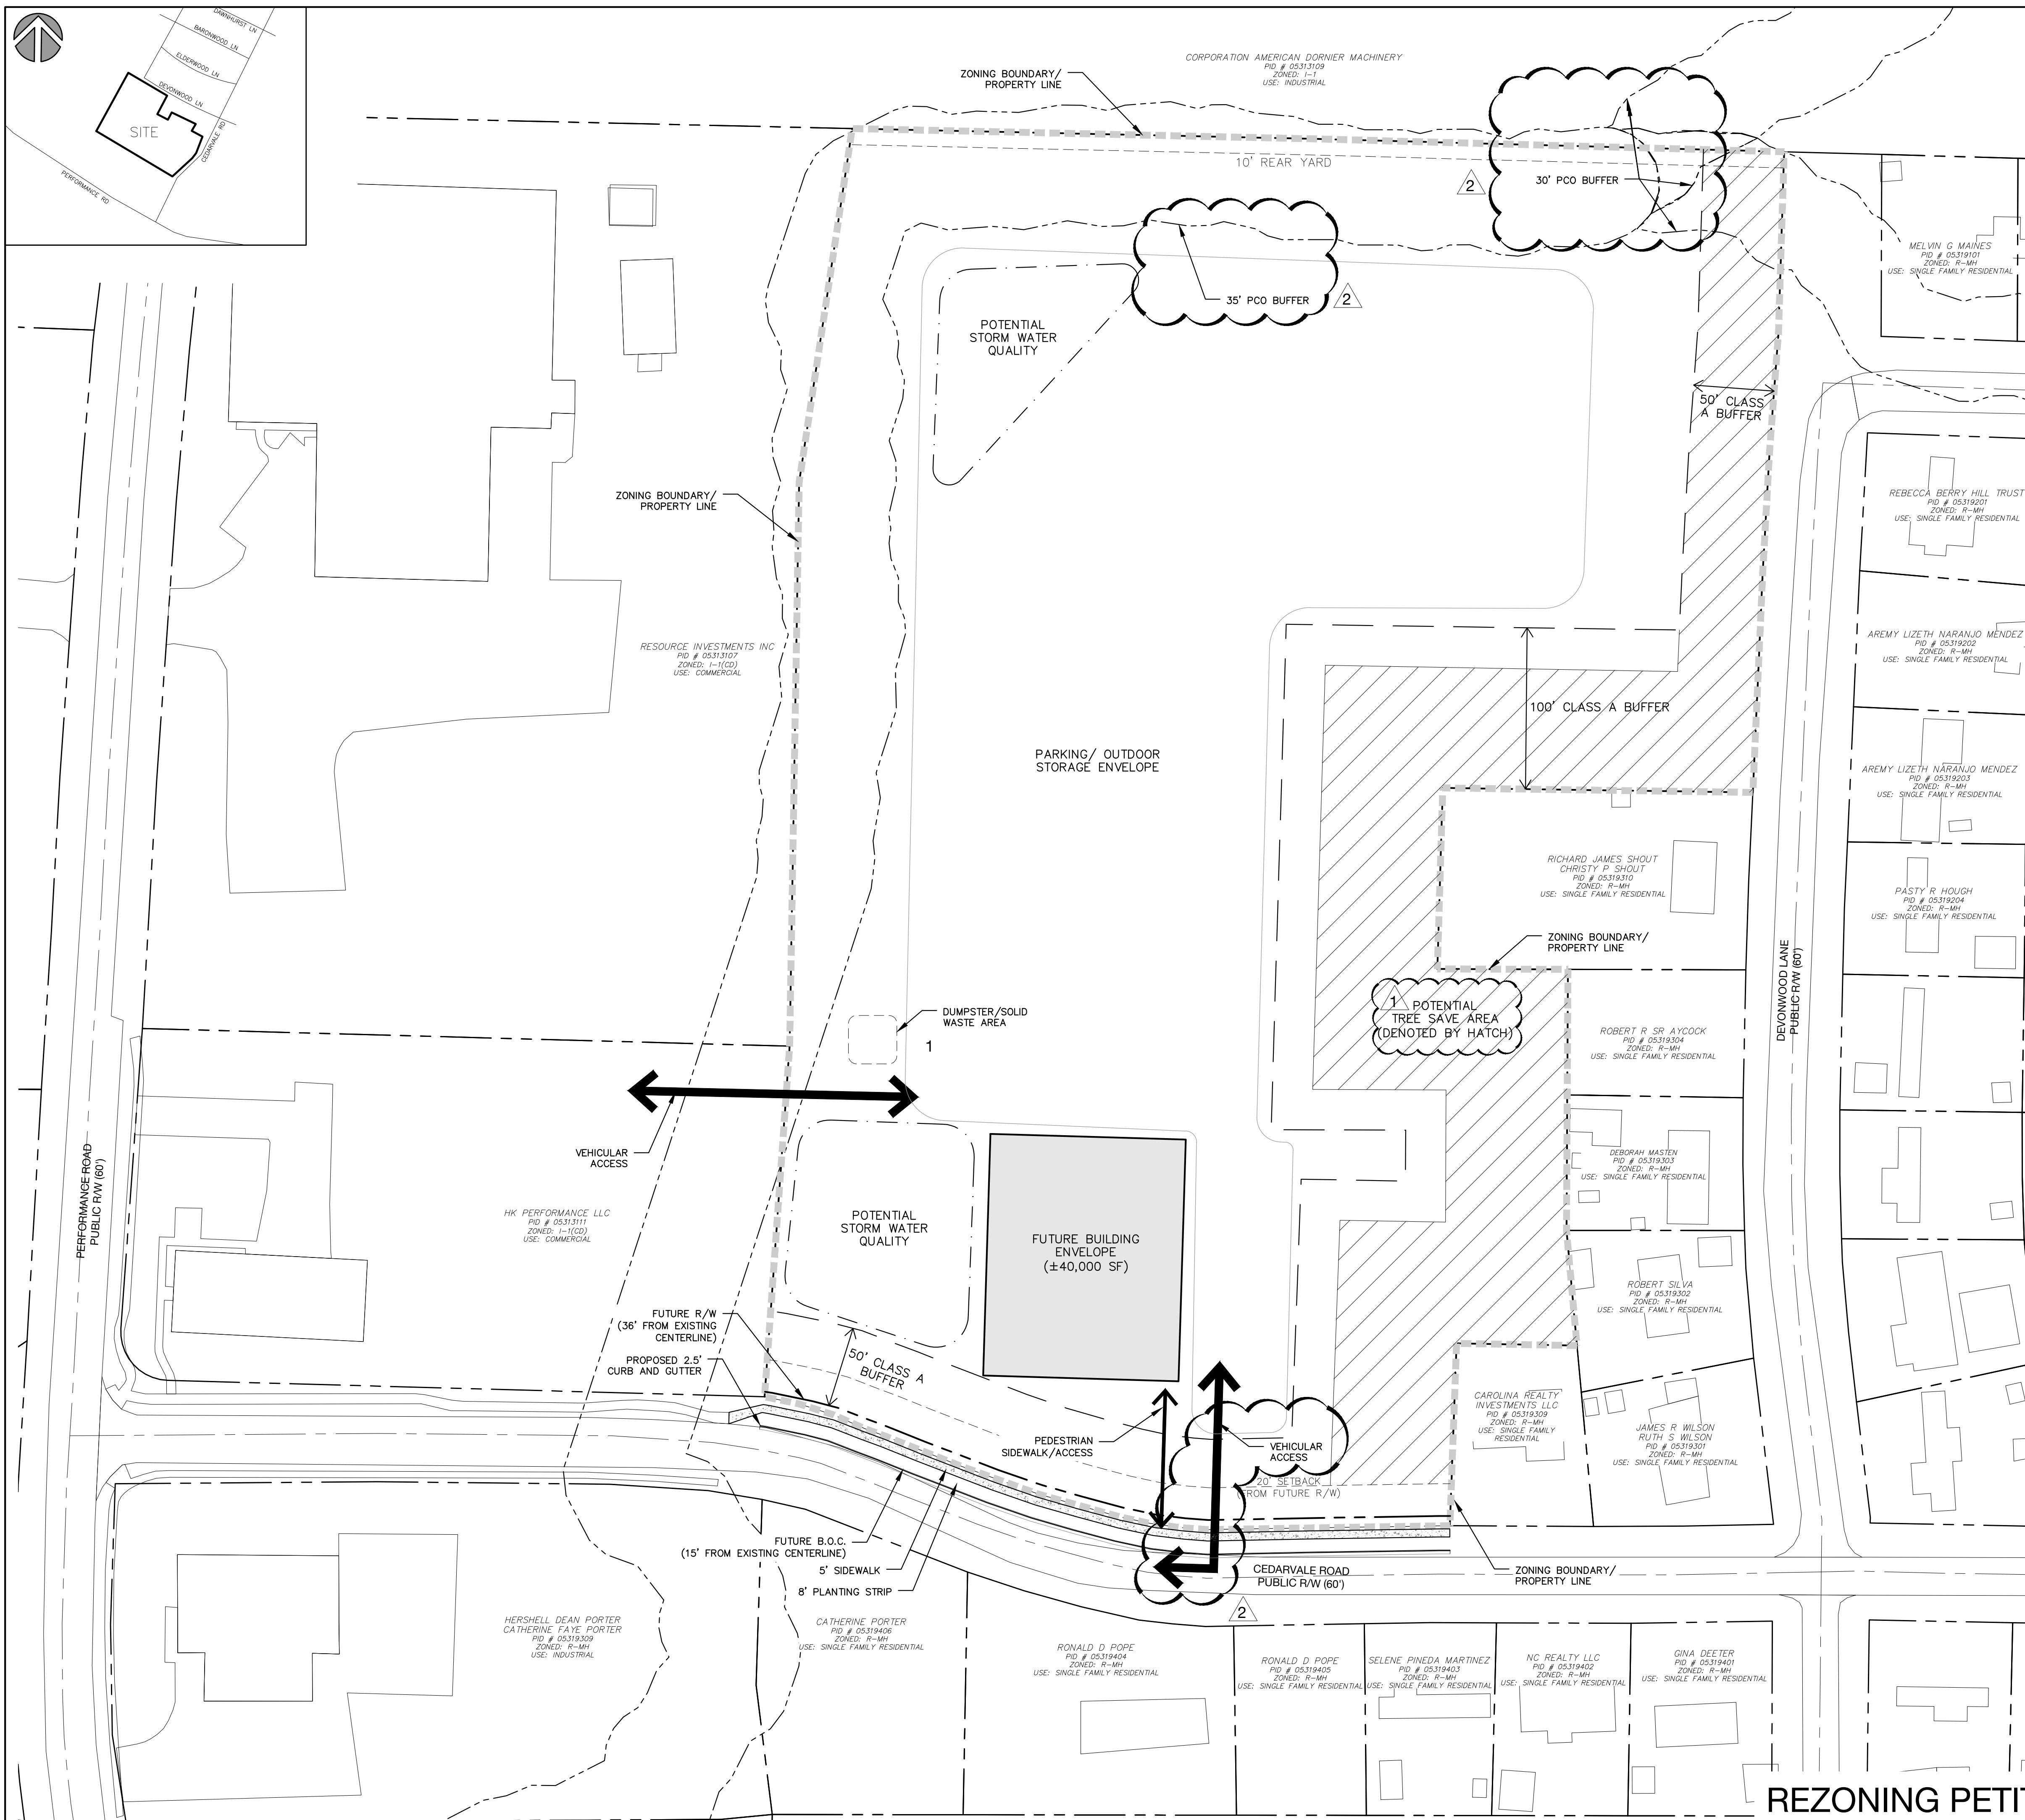 DAWNHURST LN
BARONWOOD LN
ELDERWOOD LN
DEVONWOOD LN
SITE
CEDARVALE RD
PERFORMANCE RD
CORPORATION AMERICAN DORNIER MACHINERY
PID # 05313109
ZONED: I-1
USE: INDUSTRIAL
ZONING BOUNDARY/
PROPERTY LINE
10' REAR YARD
30' PCO BUFFER
2
35' PCO BUFFER
2
POTENTIAL
STORM WATER
QUALITY
MELVIN G MAINES
PID # 05319101
ZONED: R-MH
USE: SINGLE FAMILY RESIDENTIAL
50' CLASS
A BUFFER
ZONING BOUNDARY/
PROPERTY LINE
REBECCA BERRY HILL TRUST
PID # 05319201
ZONED: R-MH
USE: SINGLE FAMILY RESIDENTIAL
RESOURCE INVESTMENTS INC
PID # 05313107
ZONED: I-1(CD)
USE: COMMERCIAL
AREMY LIZETH NARANJO MENDEZ
PID # 05319202
ZONED: R-MH
USE: SINGLE FAMILY RESIDENTIAL
100' CLASS A BUFFER
PARKING/ OUTDOOR
STORAGE ENVELOPE
AREMY LIZETH NARANJO MENDEZ
PID # 05319203
ZONED: R-MH
USE: SINGLE FAMILY RESIDENTIAL
RICHARD JAMES SHOUT
CHRISTY P SHOUT
PID # 05319310
ZONED: R-MH
USE: SINGLE FAMILY RESIDENTIAL
PASTY R HOUGH
PID # 05319204
ZONED: R-MH
USE: SINGLE FAMILY RESIDENTIAL
ZONING BOUNDARY/
PROPERTY LINE
DEVONWOOD LANE
PUBLIC R/W (60')
1
POTENTIAL
TREE SAVE AREA
(DENOTED BY HATCH)
DUMPSTER/SOLID
WASTE AREA
1
ROBERT R SR AYCOCK
PID # 05319304
ZONED: R-MH
USE: SINGLE FAMILY RESIDENTIAL
VEHICULAR
ACCESS
PERFORMANCE ROAD
PUBLIC R/W (60')
DEBORAH MASTEN
PID # 05319303
ZONED: R-MH
USE: SINGLE FAMILY RESIDENTIAL
HK PERFORMANCE LLC
PID # 05313111
ZONED: I-1(CD)
USE: COMMERCIAL
POTENTIAL
STORM WATER
QUALITY
FUTURE BUILDING
ENVELOPE
(±40,000 SF)
ROBERT SILVA
PID # 05319302
ZONED: R-MH
USE: SINGLE FAMILY RESIDENTIAL
FUTURE R/W
(36' FROM EXISTING
CENTERLINE)
PROPOSED 2.5'
CURB AND GUTTER
50' CLASS A
BUFFER
CAROLINA REALTY
INVESTMENTS LLC
PID # 05319309
ZONED: R-MH
USE: SINGLE FAMILY
RESIDENTIAL
JAMES R WILSON
RUTH S WILSON
PID # 05319301
ZONED: R-MH
USE: SINGLE FAMILY RESIDENTIAL
PEDESTRIAN
SIDEWALK/ACCESS
VEHICULAR
ACCESS
20' SETBACK
FROM FUTURE R/W)
FUTURE B.O.C.
(15' FROM EXISTING CENTERLINE)
5' SIDEWALK
8' PLANTING STRIP
CEDARVALE ROAD
PUBLIC R/W (60')
ZONING BOUNDARY/
PROPERTY LINE
2
HERSHELL DEAN PORTER
CATHERINE FAYE PORTER
PID # 05319309
ZONED: R-MH
USE: INDUSTRIAL
CATHERINE PORTER
PID # 05319406
ZONED: R-MH
USE: SINGLE FAMILY RESIDENTIAL
RONALD D POPE
PID # 05319404
ZONED: R-MH
USE: SINGLE FAMILY RESIDENTIAL
RONALD D POPE
PID # 05319405
ZONED: R-MH
USE: SINGLE FAMILY RESIDENTIAL
SELENE PINEDA MARTINEZ
PID # 05319403
ZONED: R-MH
USE: SINGLE FAMILY RESIDENTIAL
NC REALTY LLC
PID # 05319402
ZONED: R-MH
USE: SINGLE FAMILY RESIDENTIAL
GINA DEETER
PID # 05319401
ZONED: R-MH
USE: SINGLE FAMILY RESIDENTIAL
REZONING PETI